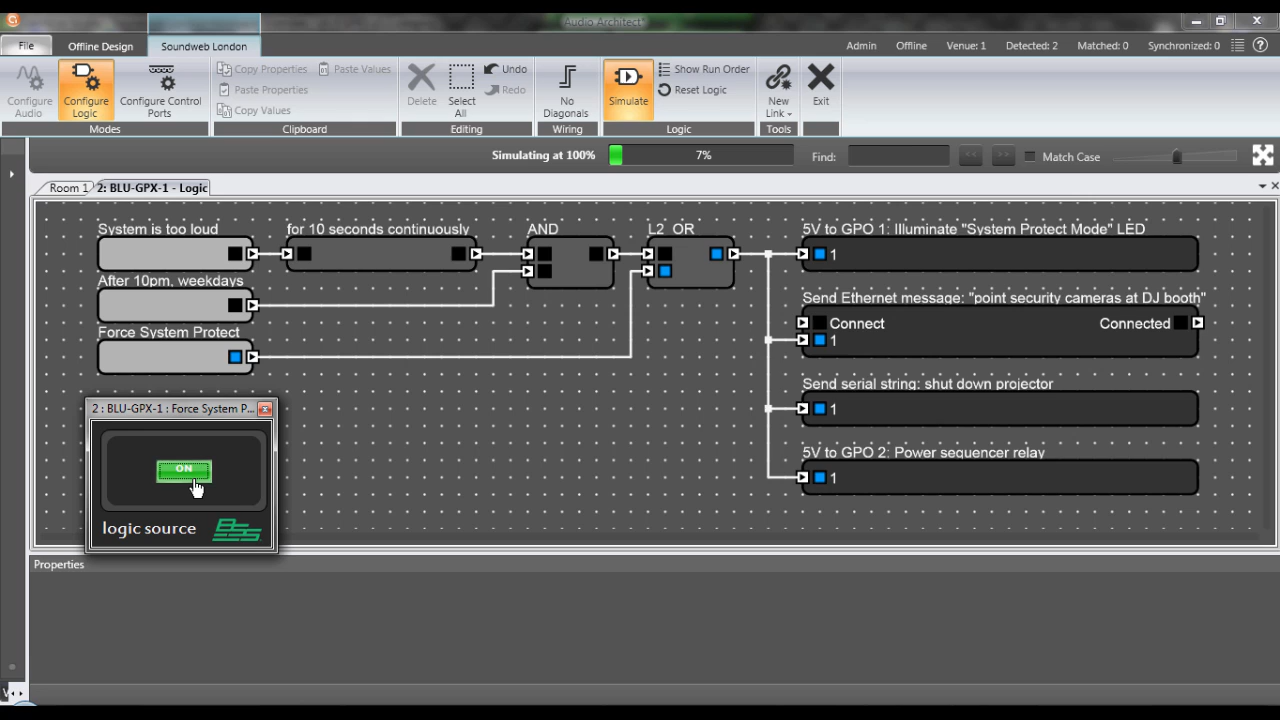 Audio Architect*
File
Offline Design
Soundweb London
Admin
Offline
Venue: 1
Detected: 2
Matched: 0
Synchronized: 0
Configure Audio
Configure Logic
Configure Control Ports
Modes
Copy Properties
Paste Values
Paste Properties
Copy Values
Clipboard
Delete
Select All
Undo
Redo
Editing
No Diagonals
Wiring
Simulate
Show Run Order
Reset Logic
Logic
New Link
Tools
Exit
Simulating at 100%
7%
Find:
<<
>>
Match Case
Room 1
2: BLU-GPX-1 - Logic
System is too loud
for 10 seconds continuously
AND
L2 OR
5V to GPO 1: Illuminate "System Protect Mode" LED
1
After 10pm, weekdays
Send Ethernet message: "point security cameras at DJ booth"
Connect
Connected
1
Force System Protect
Send serial string: shut down projector
1
2 : BLU-GPX-1 : Force System P...
5V to GPO 2: Power sequencer relay
1
ON
logic source
BSS
Properties